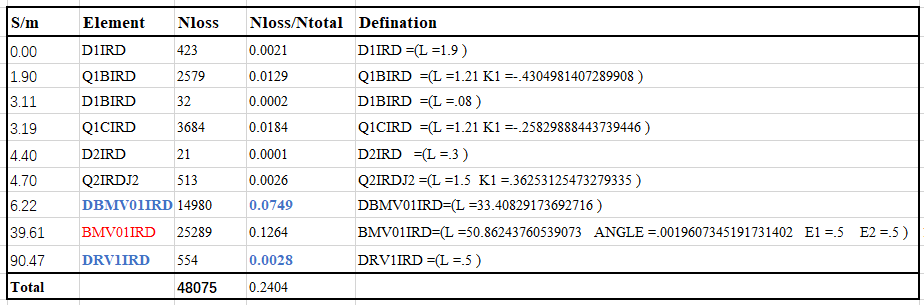 S/m Element Nloss Nloss/Ntotal Defination
0.00 D1IRD 423 0.0021 D1IRD =(L =1.9 )
1.90 Q1BIRD 2579 0.0129 Q1BIRD =(L =1.21 K1 =-.4304981407289908 )
3.11 D1BIRD 32 0.0002 D1BIRD =(L =.08 )
3.19 Q1CIRD 3684 0.0184 Q1CIRD =(L =1.21 K1 =-.25829888443739446 )
4.40 D2IRD 21 0.0001 D2IRD =(L =.3 )
4.70 Q2IRDJ2 513 0.0026 Q2IRDJ2 =(L =1.5 K1 =.36253125473279335 )
6.22 DBMV01IRD 14980 0.0749 DBMV01IRD=(L =33.40829173692716 )
39.61 BMV01IRD 25289 0.1264 BMV01IRD=(L =50.86243760539073 ANGLE =.0019607345191731402 E1 =.5 E2 =.5 )
90.47 DRV1IRD 554 0.0028 DRV1IRD =(L =.5 )
Total 48075 0.2404